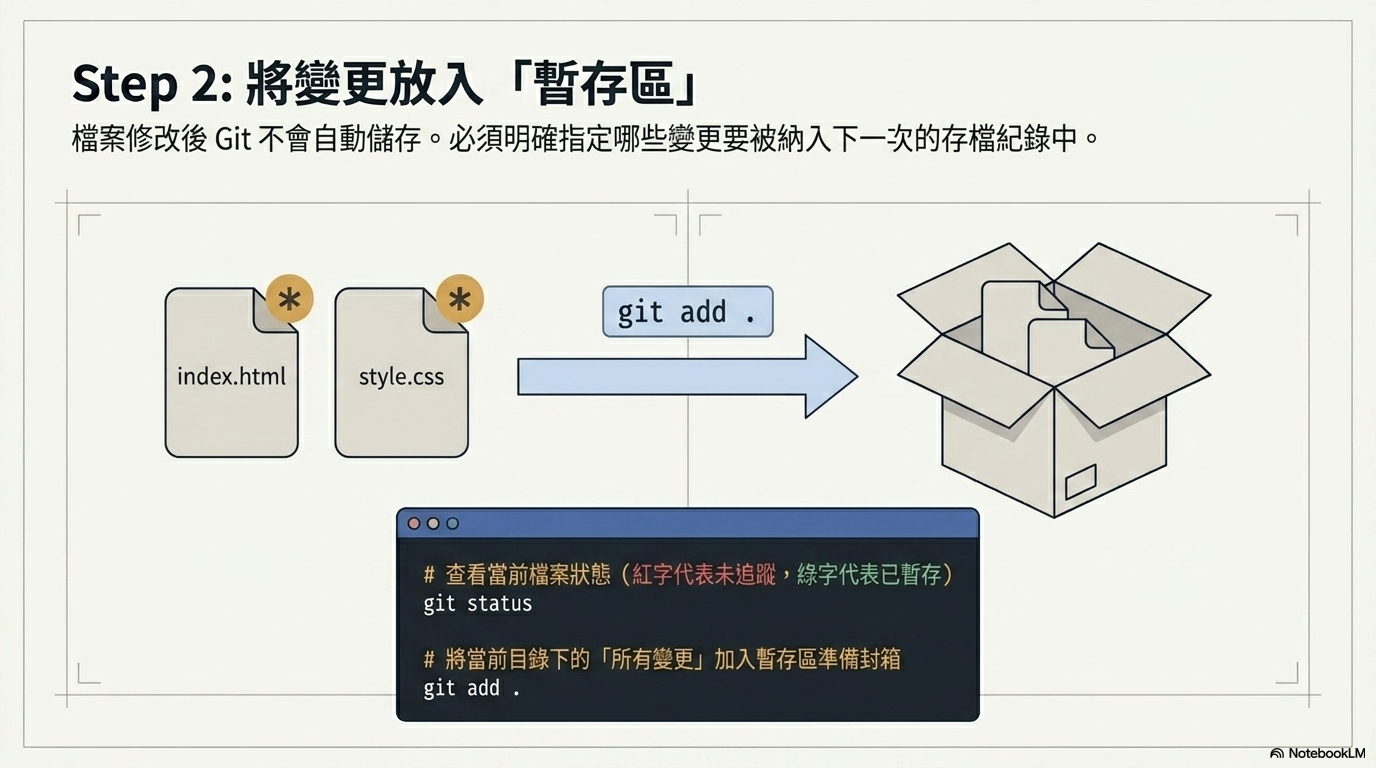 Step 2: 將變更放入「暫存區」
檔案修改後 Git 不會自動儲存。必須明確指定哪些變更要被納入下一次的存檔紀錄中。
*
*
index.html
style.css
git add .
# 查看當前檔案狀態（紅字代表未追蹤，綠字代表已暫存）
git status
# 將當前目錄下的「所有變更」加入暫存區準備封箱
git add .
NotebookLM